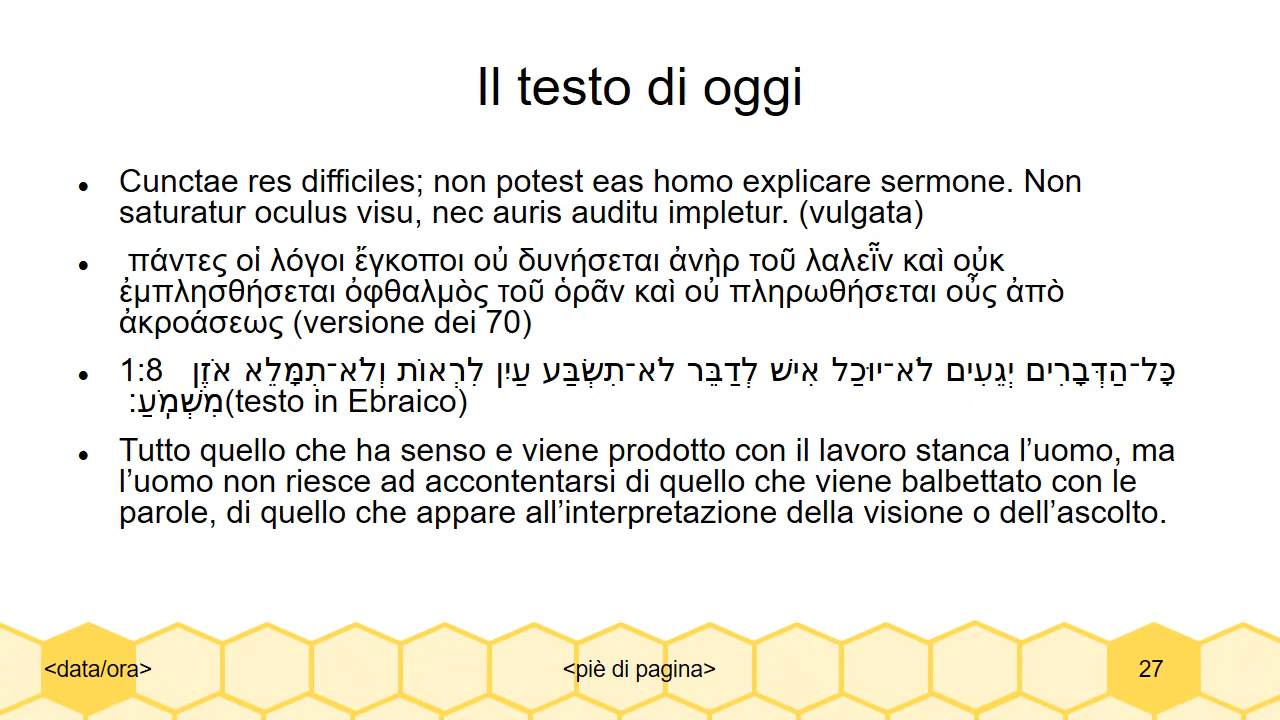 Il testo di oggi
Cunctae res difficiles; non potest eas homo explicare sermone. Non
saturatur oculus visu, nec auris auditu impletur. (vulgata)
πάντες οἱ λόγοι ἔγκοποι οὐ δυνήσεται ἀνὴρ τοῦ λαλεῖν καὶ οὐκ
ἐμπλησθήσεται ὀφθαλμὸς τοῦ ὁρᾶν καὶ οὐ πληρωθήσεται οὖς ἀπὸ
ἀκροάσεως (versione dei 70)
1:8 כָּל־הַדְּבָרִים יְגֵעִים לֹא־יוּכַל אִישׁ לְדַבֵּר לֹא־תִשְׂבַּע עַיִן לִרְאוֹת וְלֹא־תִמָּלֵא אֹזֶן
מִשְּׁמֹֽעַ׃(testo in Ebraico)
Tutto quello che ha senso e viene prodotto con il lavoro stanca l’uomo, ma
l’uomo non riesce ad accontentarsi di quello che viene balbettato con le
parole, di quello che appare all’interpretazione della visione o dell’ascolto.
<data/ora>
<piè di pagina>
27